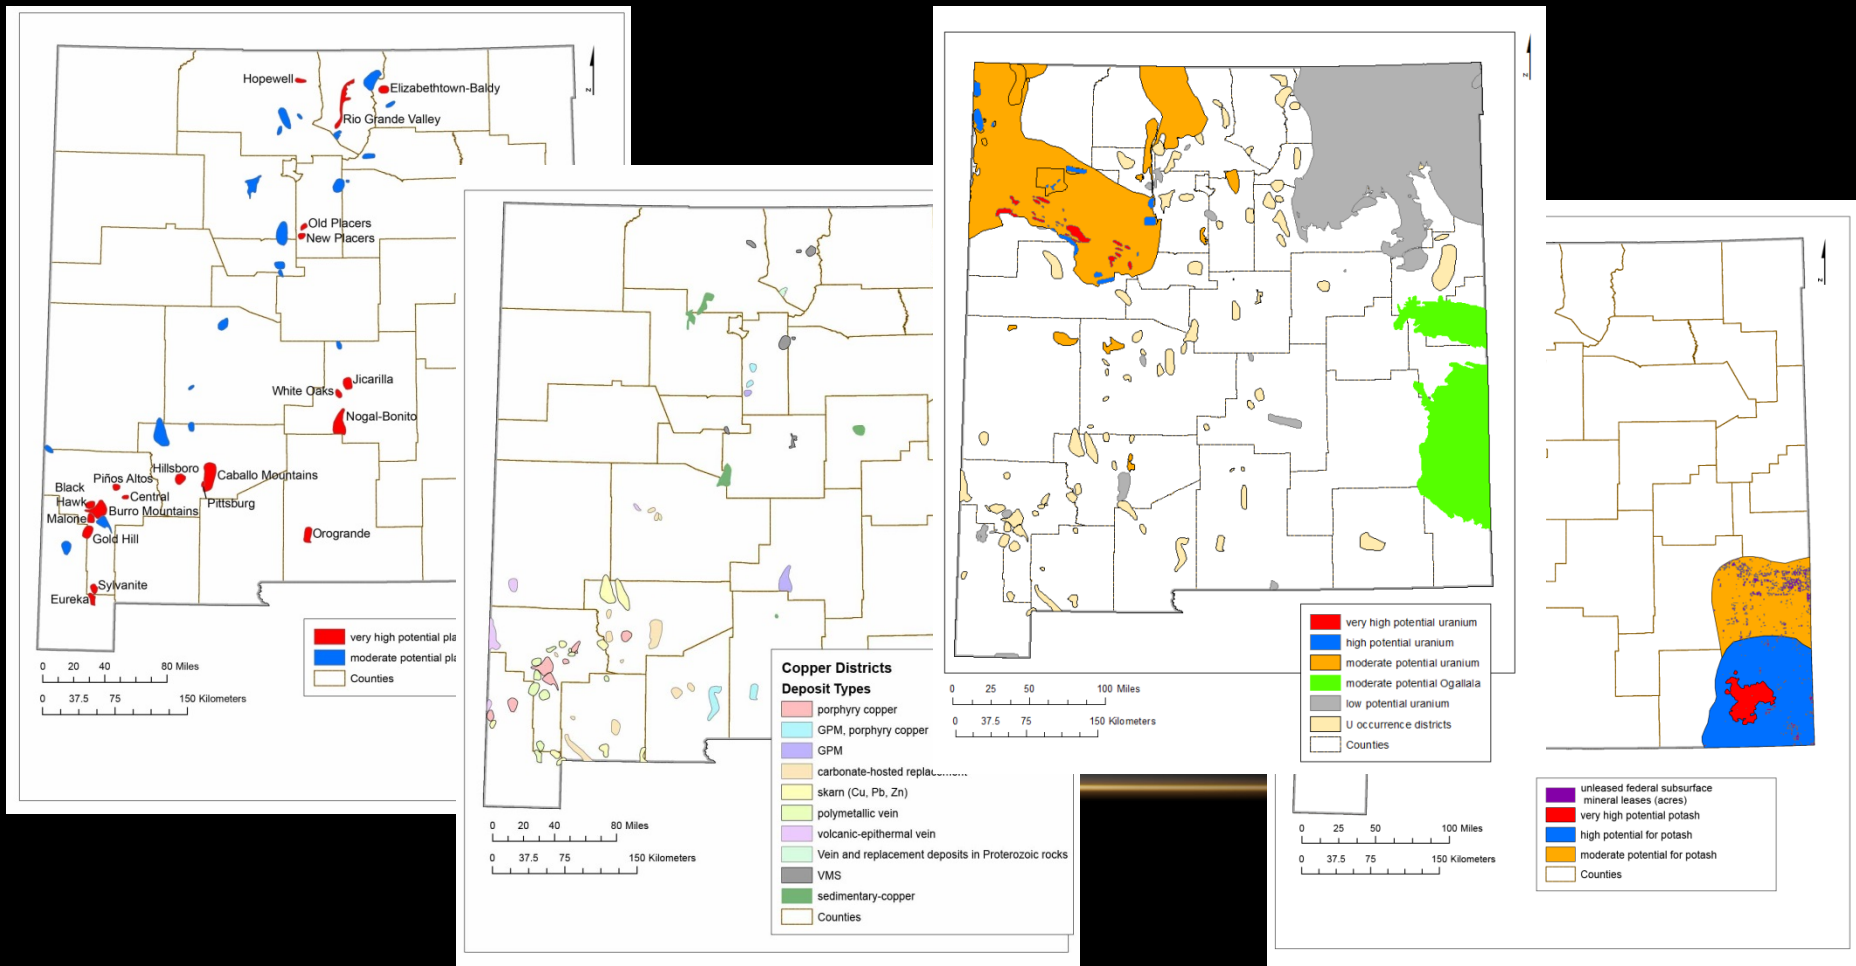 Hopewell
Elizabethtown-Baldy
Rio Grande Valley
Old Placers
New Placers
Jicarilla
White Oaks
Nogal-Bonito
Hillsboro
Caballo Mountains
Piños Altos
Black
Hawk
Central
Pittsburg
Burro Mountains
Malone
Gold Hill
Orogrande
Sylvanite
Eureka
N
very high potential pla
moderate potential pla
Counties
0 20 40 80 Miles
0 37.5 75 150 Kilometers
Copper Districts
Deposit Types
porphyry copper
GPM, porphyry copper
GPM
carbonate-hosted replacement
skarn (Cu, Pb, Zn)
polymetallic vein
volcanic-epithermal vein
Vein and replacement deposits in Proterozoic rocks
VMS
sedimentary-copper
Counties
0 20 40 80 Miles
0 37.5 75 150 Kilometers
N
very high potential uranium
high potential uranium
moderate potential uranium
moderate potential Ogallala
low potential uranium
U occurrence districts
Counties
0 25 50 100 Miles
0 37.5 75 150 Kilometers
N
unleased federal subsurface
mineral leases (acres)
very high potential potash
high potential for potash
moderate potential for potash
Counties
0 25 50 100 Miles
0 37.5 75 150 Kilometers